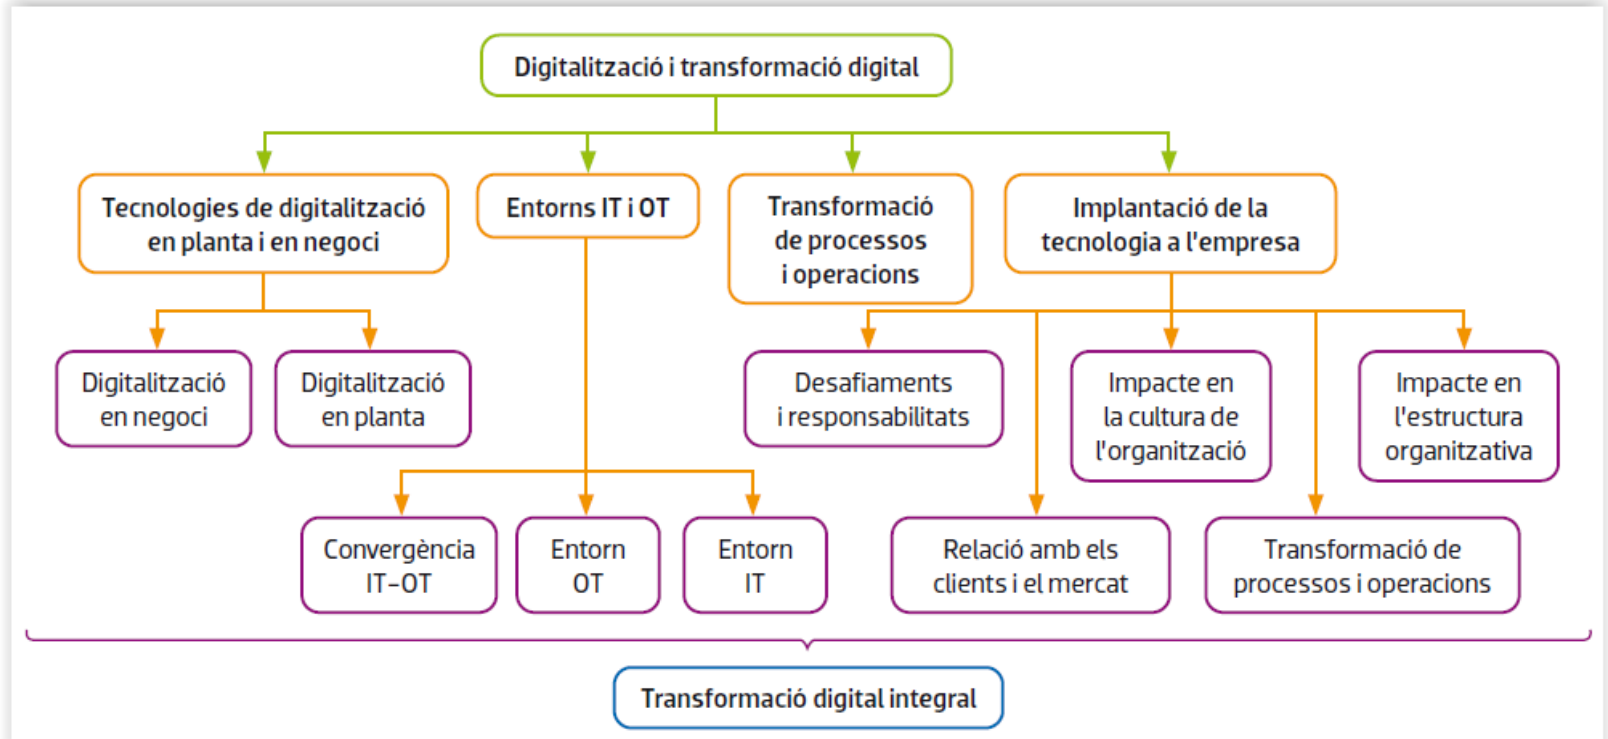 Digitalització i transformació digital
Tecnologies de digitalització
en planta i en negoci
Entorns IT i OT
Transformació
de processos
i operacions
Implantació de la
tecnologia a l'empresa
Digitalització
en negoci
Digitalització
en planta
Desafiaments
i responsabilitats
Impacte en
la cultura de
l'organització
Impacte en
l'estructura
organitzativa
Convergència
IT-OT
Entorn
OT
Entorn
IT
Relació amb els
clients i el mercat
Transformació de
processos i operacions
Transformació digital integral